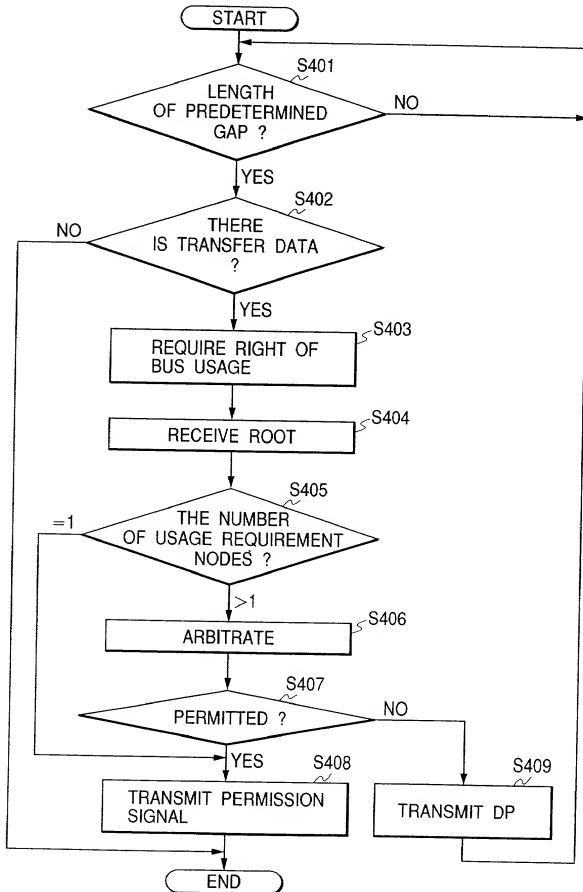 START
S401
LENGTH
OF PREDETERMINED
GAP ?
NO
YES
S402
NO
THERE
IS TRANSFER DATA
?
YES
S403
REQUIRE RIGHT OF
BUS USAGE
S404
RECEIVE ROOT
S405
=1
THE NUMBER
OF USAGE REQUIREMENT
NODES ?
>1
S406
ARBITRATE
S407
PERMITTED ?
NO
YES
S408
TRANSMIT PERMISSION
SIGNAL
S409
TRANSMIT DP
END